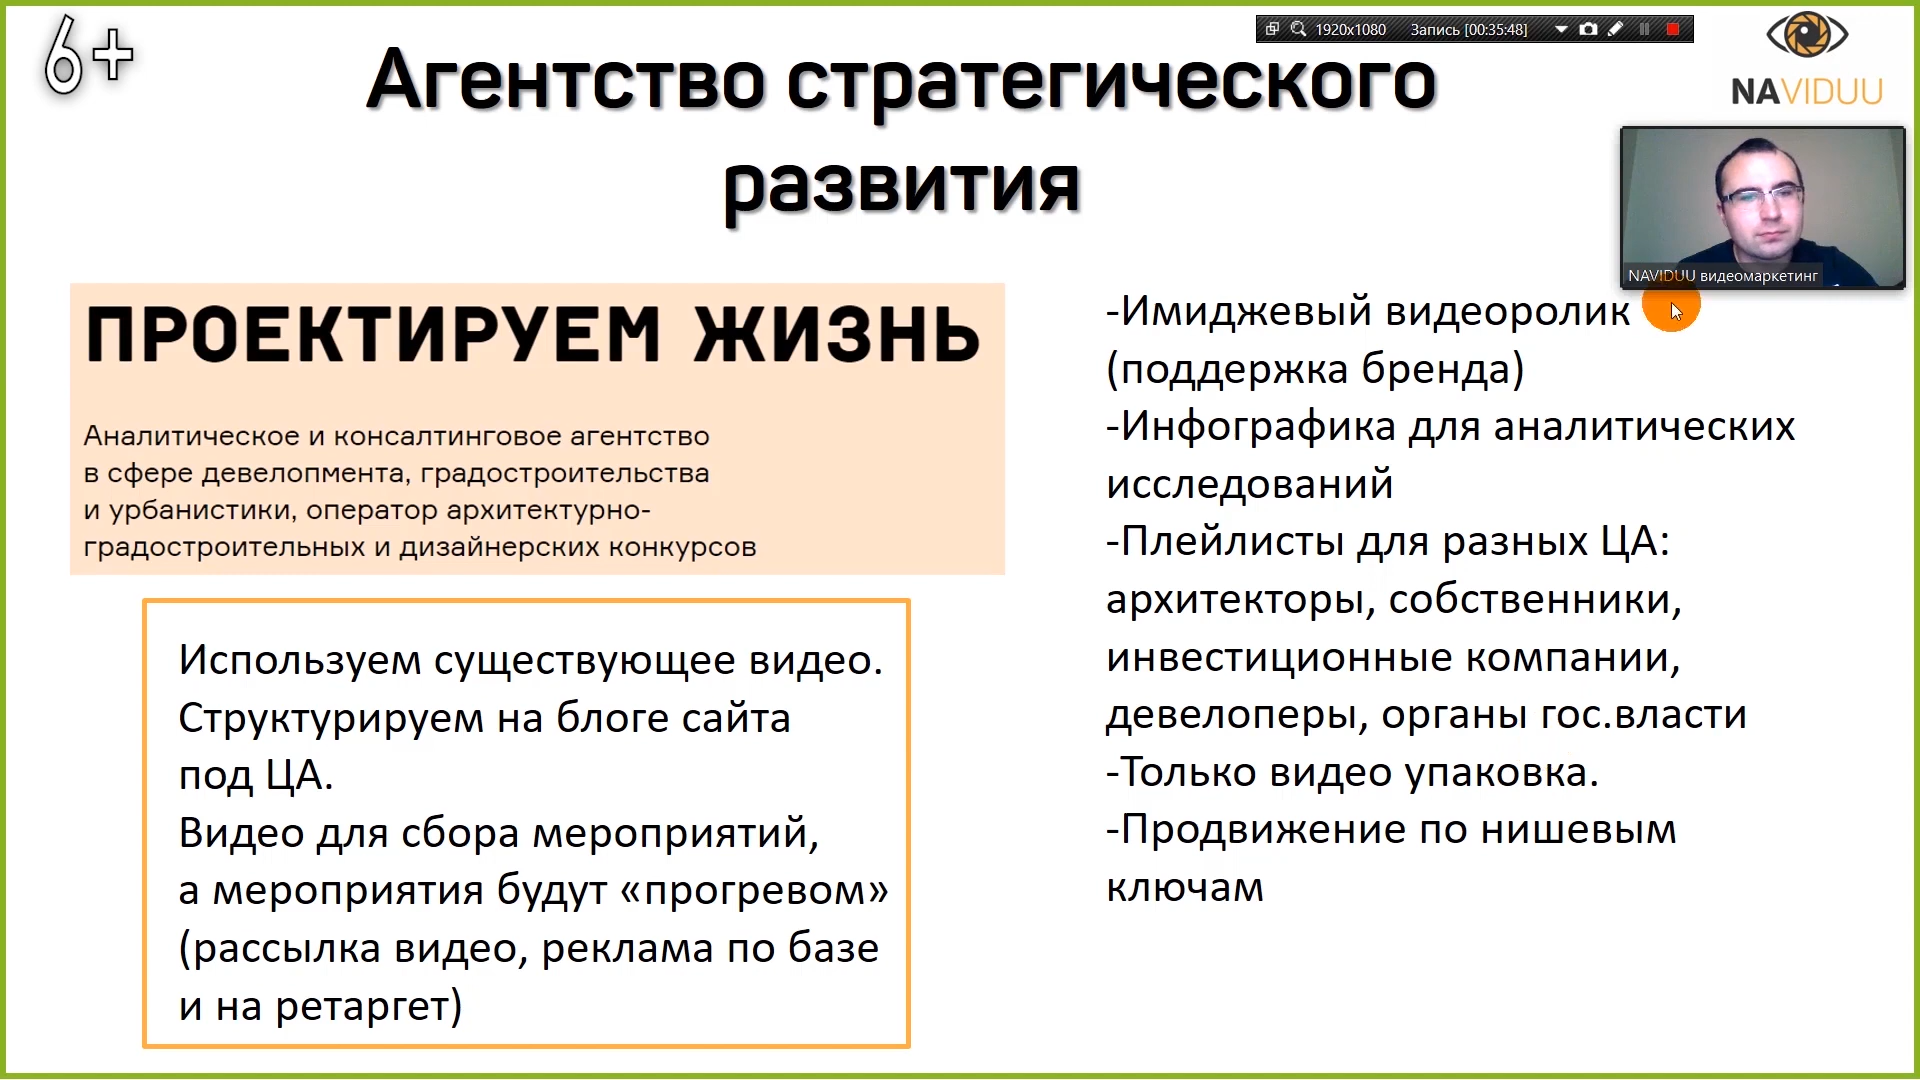 6+
1920x1080 Запись [00:35:48]
NAVIDUU
Агентство стратегического
развития
NAVIDUU видеомаркетинг
ПРОЕКТИРУЕМ ЖИЗНЬ
Аналитическое и консалтинговое агентство
в сфере девелопмента, градостроительства
и урбанистики, оператор архитектурно-
градостроительных и дизайнерских конкурсов
Используем существующее видео.
Структурируем на блоге сайта
под ЦА.
Видео для сбора мероприятий,
а мероприятия будут «прогревом»
(рассылка видео, реклама по базе
и на ретаргет)
-Имиджевый видеоролик
(поддержка бренда)
-Инфографика для аналитических
исследований
-Плейлисты для разных ЦА:
архитекторы, собственники,
инвестиционные компании,
девелоперы, органы гос.власти
-Только видео упаковка.
-Продвижение по нишевым
ключам